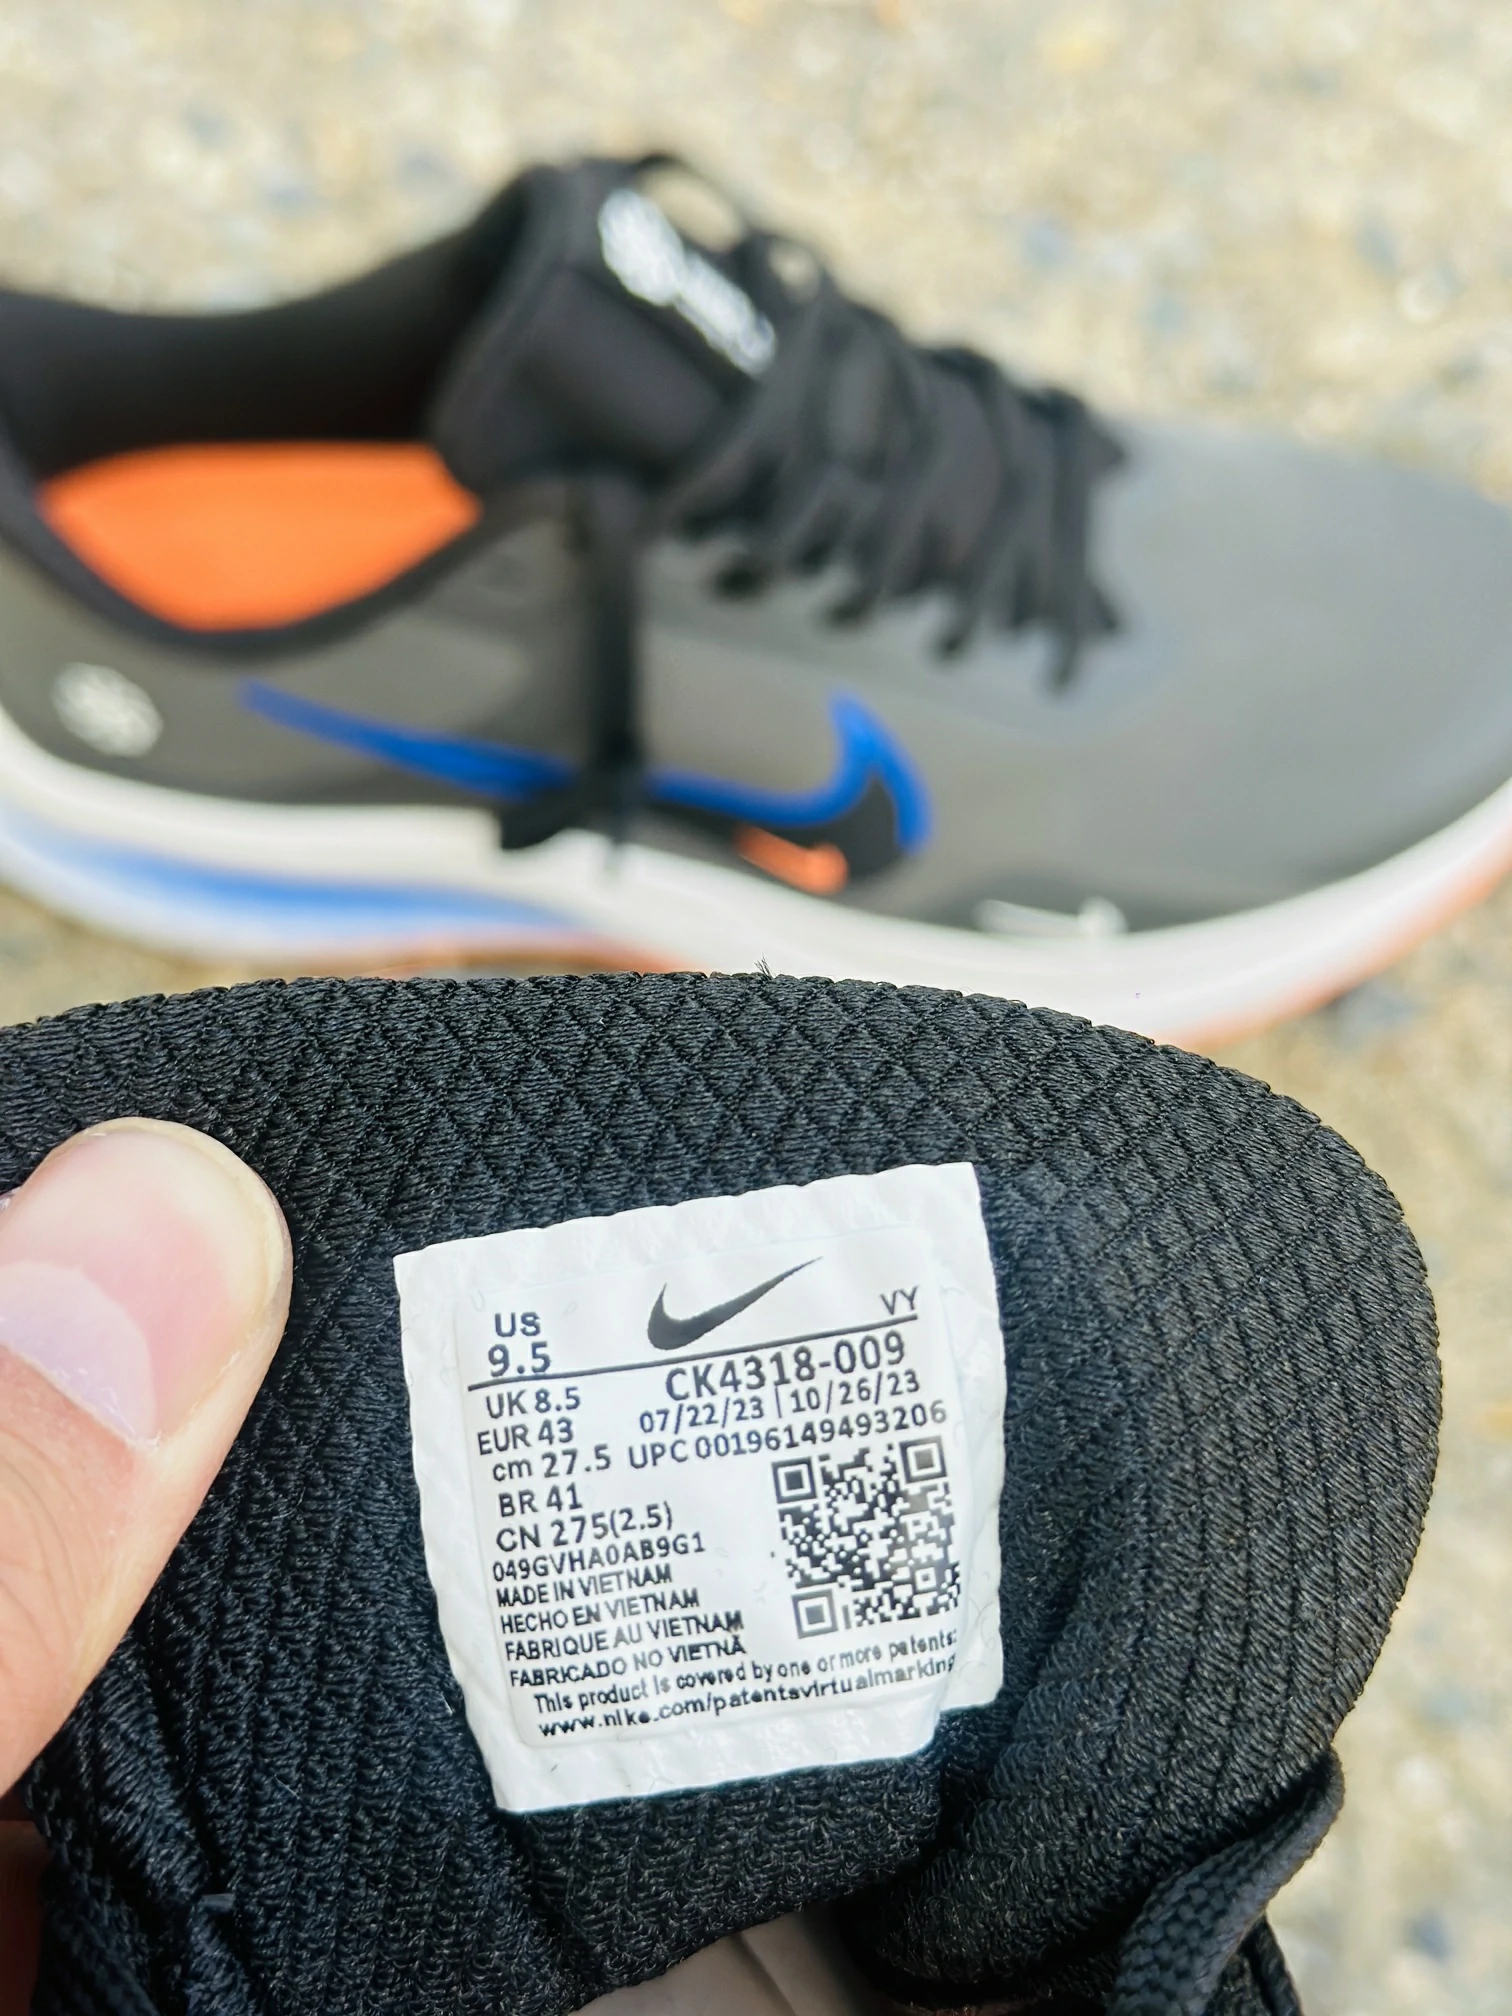 US
9.5
VY
CK4318-009
UK 8.5
07/22/23 | 10/26/23
EUR 43
UPC 00196149493206
cm 27.5
BR 41
CN 275(2.5)
049GVHA0AB9G1
MADE IN VIETNAM
HECHO EN VIETNAM
FABRIQUE AU VIETNAM
FABRICADO NO VIETNÃ
This product is covered by one or more patents:
www.nike.com/patentsvirtualmarking